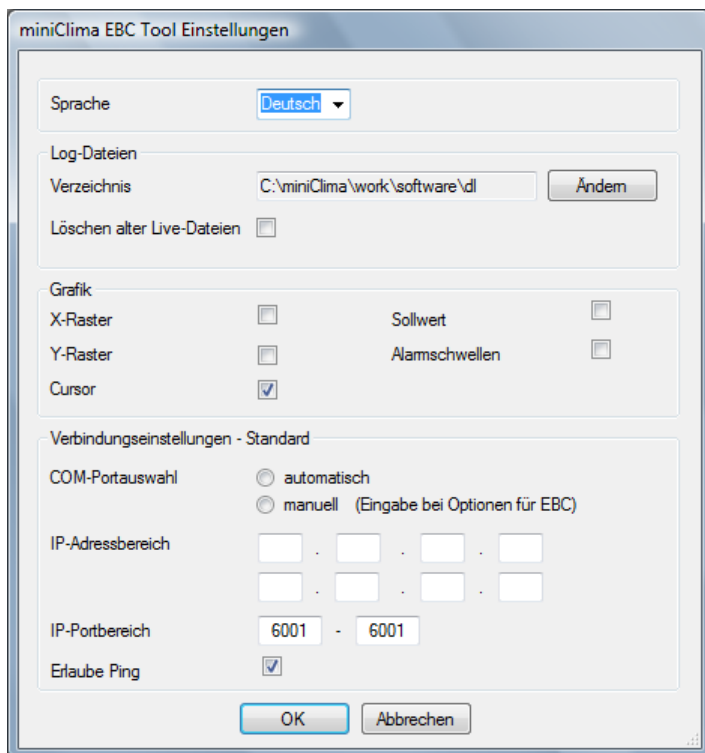 miniClima EBC Tool Einstellungen
Sprache Deutsch
Log-Dateien
Verzeichnis C:\miniClima\work\software\dl Ändern
Löschen alter Live-Dateien
Grafik
X-Raster Sollwert
Y-Raster Alarmschwellen
Cursor
Verbindungseinstellungen - Standard
COM-Portauswahl automatisch
manuell (Eingabe bei Optionen für EBC)
IP-Adressbereich . . .
. . .
IP-Portbereich 6001 - 6001
Erlaube Ping
OK Abbrechen